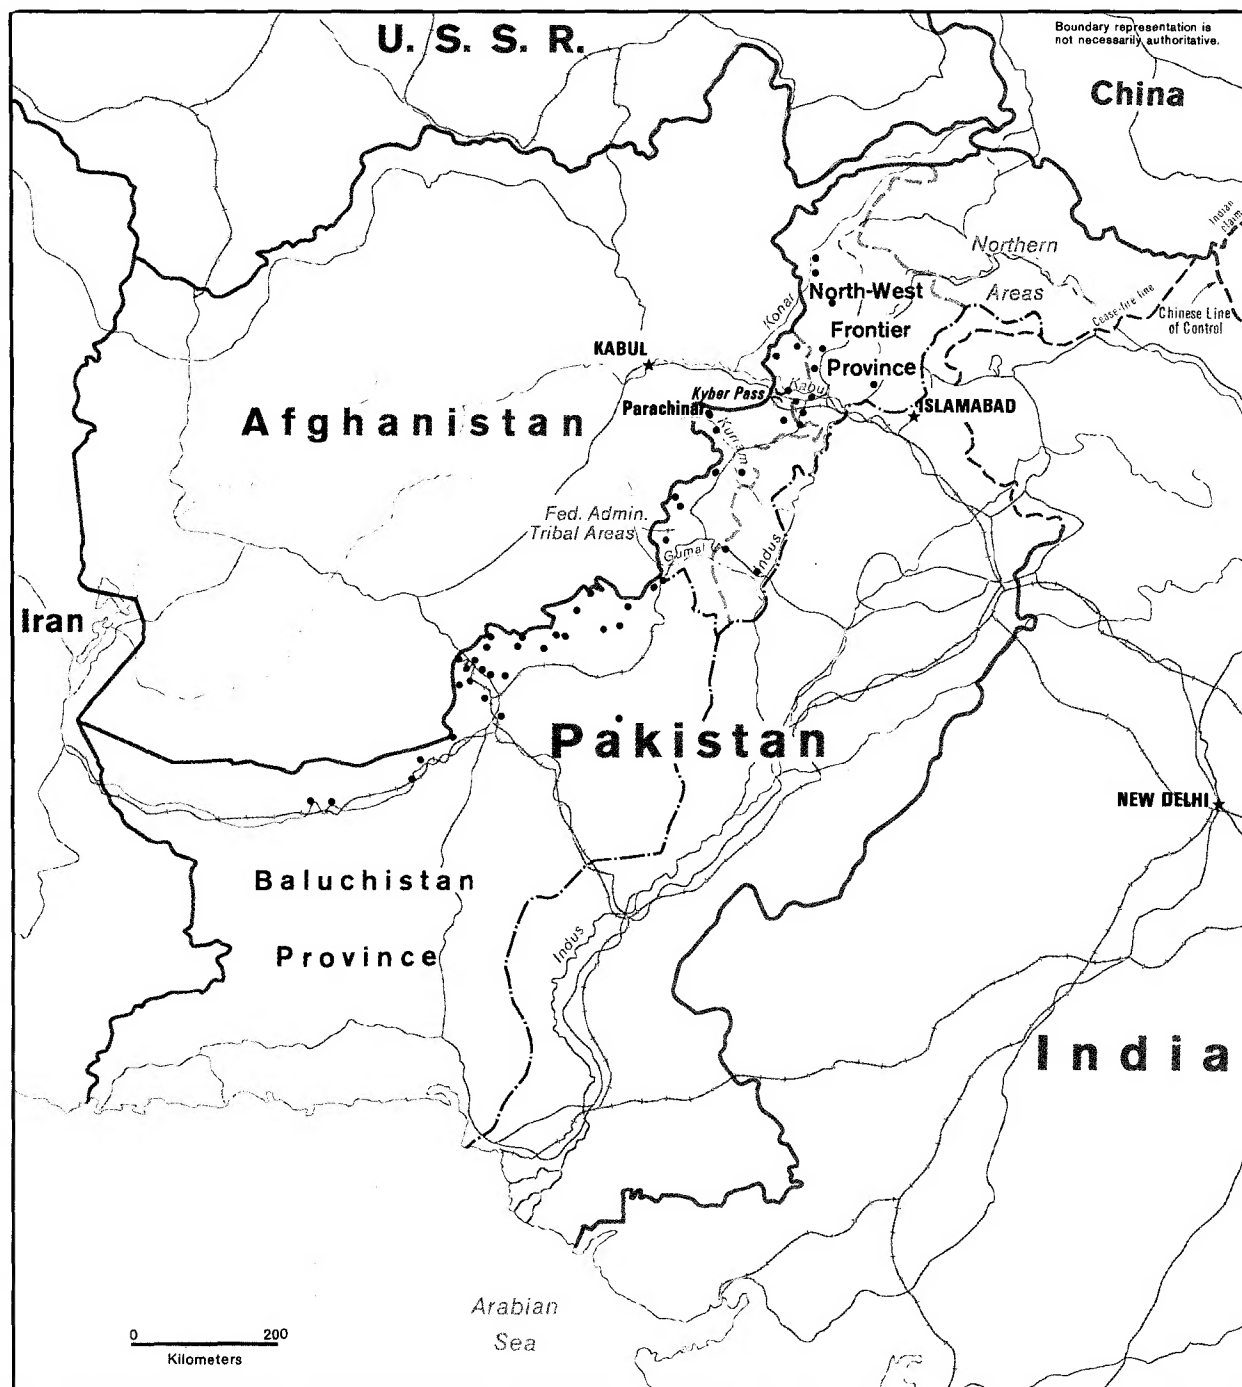 U. S. S. R.
Boundary representation is
not necessarily authoritative.
China
Indian
claim
Northern
Areas
Cease-fire line
Chinese Line
of Control
Konar
North-West
Frontier
Province
KABUL
Kyber Pass
Kabul
Parachinar
ISLAMABAD
Afghanistan
Kurram
Fed. Admin.
Tribal Areas
Gumal
Indus
Iran
Pakistan
NEW DELHI
Baluchistan
Province
Indus
India
Arabian
Sea
0 200
Kilometers